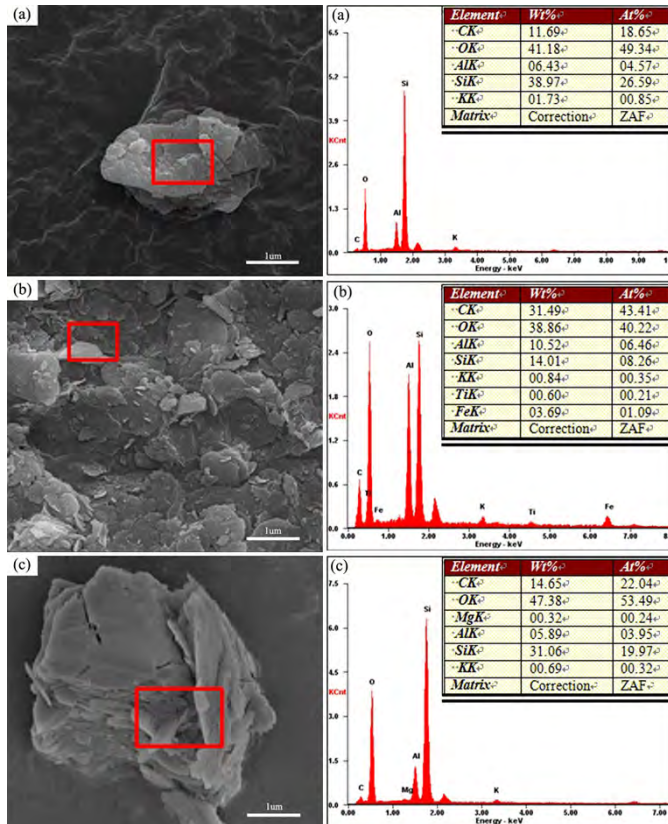 (a)
1um
(a)
Element Wt% At%
CK 11.69 18.65
OK 41.18 49.34
AlK 06.43 04.57
SiK 38.97 26.59
KK 01.73 00.85
Matrix Correction ZAF
6.5
5.2
3.9
KCnt
2.6
1.3
0.0
C O Al Si K
1.00 2.00 3.00 4.00 5.00 6.00 7.00 8.00 9.00
Energy - keV
(b)
1um
(b)
Element Wt% At%
CK 31.49 43.41
OK 38.86 40.22
AlK 10.52 06.46
SiK 14.01 08.26
KK 00.84 00.35
TiK 00.60 00.21
FeK 03.69 01.09
Matrix Correction ZAF
3.0
2.4
1.8
KCnt
1.2
0.6
0.0
C O Fe Al Si K Ti Fe
0.00 1.00 2.00 3.00 4.00 5.00 6.00 7.00
Energy - keV
(c)
1um
(c)
Element Wt% At%
CK 14.65 22.04
OK 47.38 53.49
MgK 00.32 00.24
AlK 05.89 03.95
SiK 31.06 19.97
KK 00.69 00.32
Matrix Correction ZAF
7.5
6.0
4.5
KCnt
3.0
1.5
0.0
C O Mg Al Si K
0.00 1.00 2.00 3.00 4.00 5.00 6.00 7.00
Energy - keV